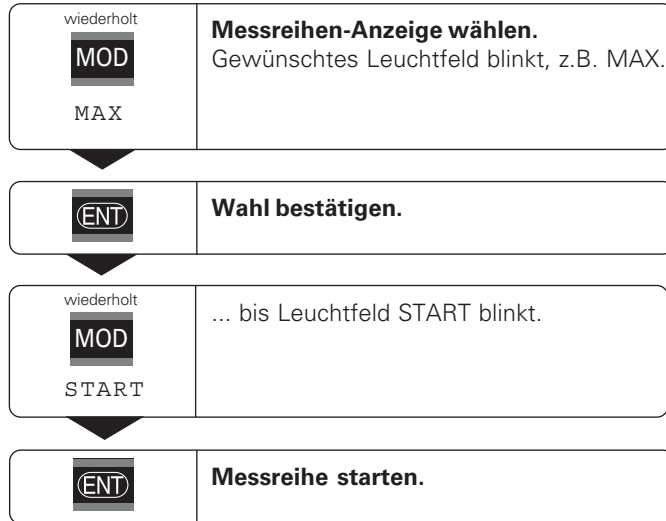 wiederholt
MOD
MAX
Messreihen-Anzeige wählen.
Gewünschtes Leuchtfeld blinkt, z.B. MAX.
ENT
Wahl bestätigen.
wiederholt
MOD
START
... bis Leuchtfeld START blinkt.
ENT
Messreihe starten.